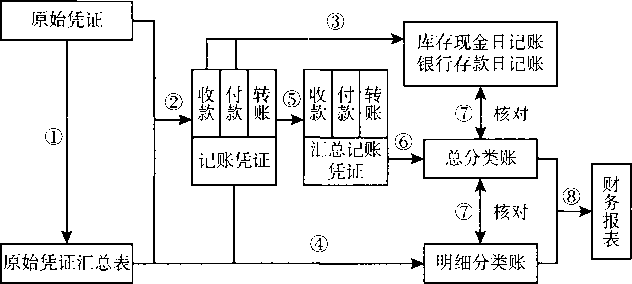 原始凭证
③
库存现金日记账
银行存款日记账
②
收款
付款
转账
⑤
收款
付款
转账
⑦
核对
①
记账凭证
汇总记账
凭证
⑥
总分类账
⑧
财务报表
⑦
核对
原始凭证汇总表
④
明细分类账